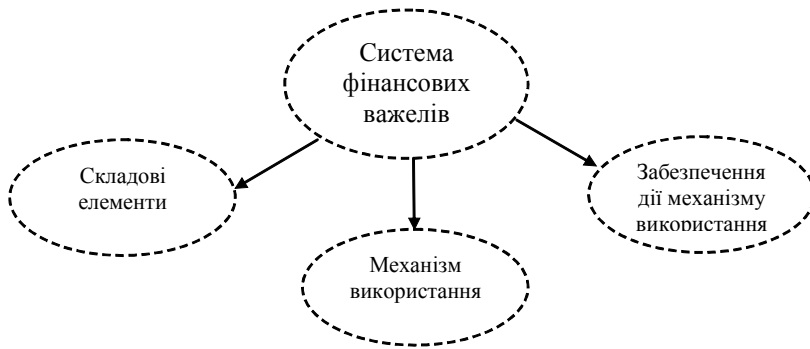 Система
фінансових
важелів
Складові
елементи
Забезпечення
дії механізму
використання
Механізм
використання